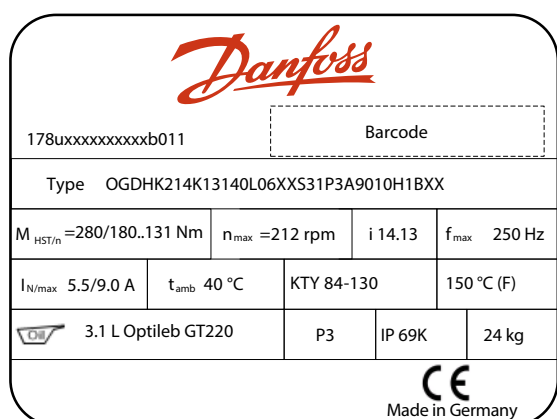 Danfoss
178uxxxxxxxxxxb011 Barcode
Type OGDHK214K13140L06XXS31P3A9010H1BXX
M HST/n =280/180..131 Nm n max =212 rpm i 14.13 f max 250 Hz
I N/max 5.5/9.0 A t amb 40 °C KTY 84-130 150 °C (F)
Oil 3.1 L Optileb GT220 P3 IP 69K 24 kg
CE
Made in Germany